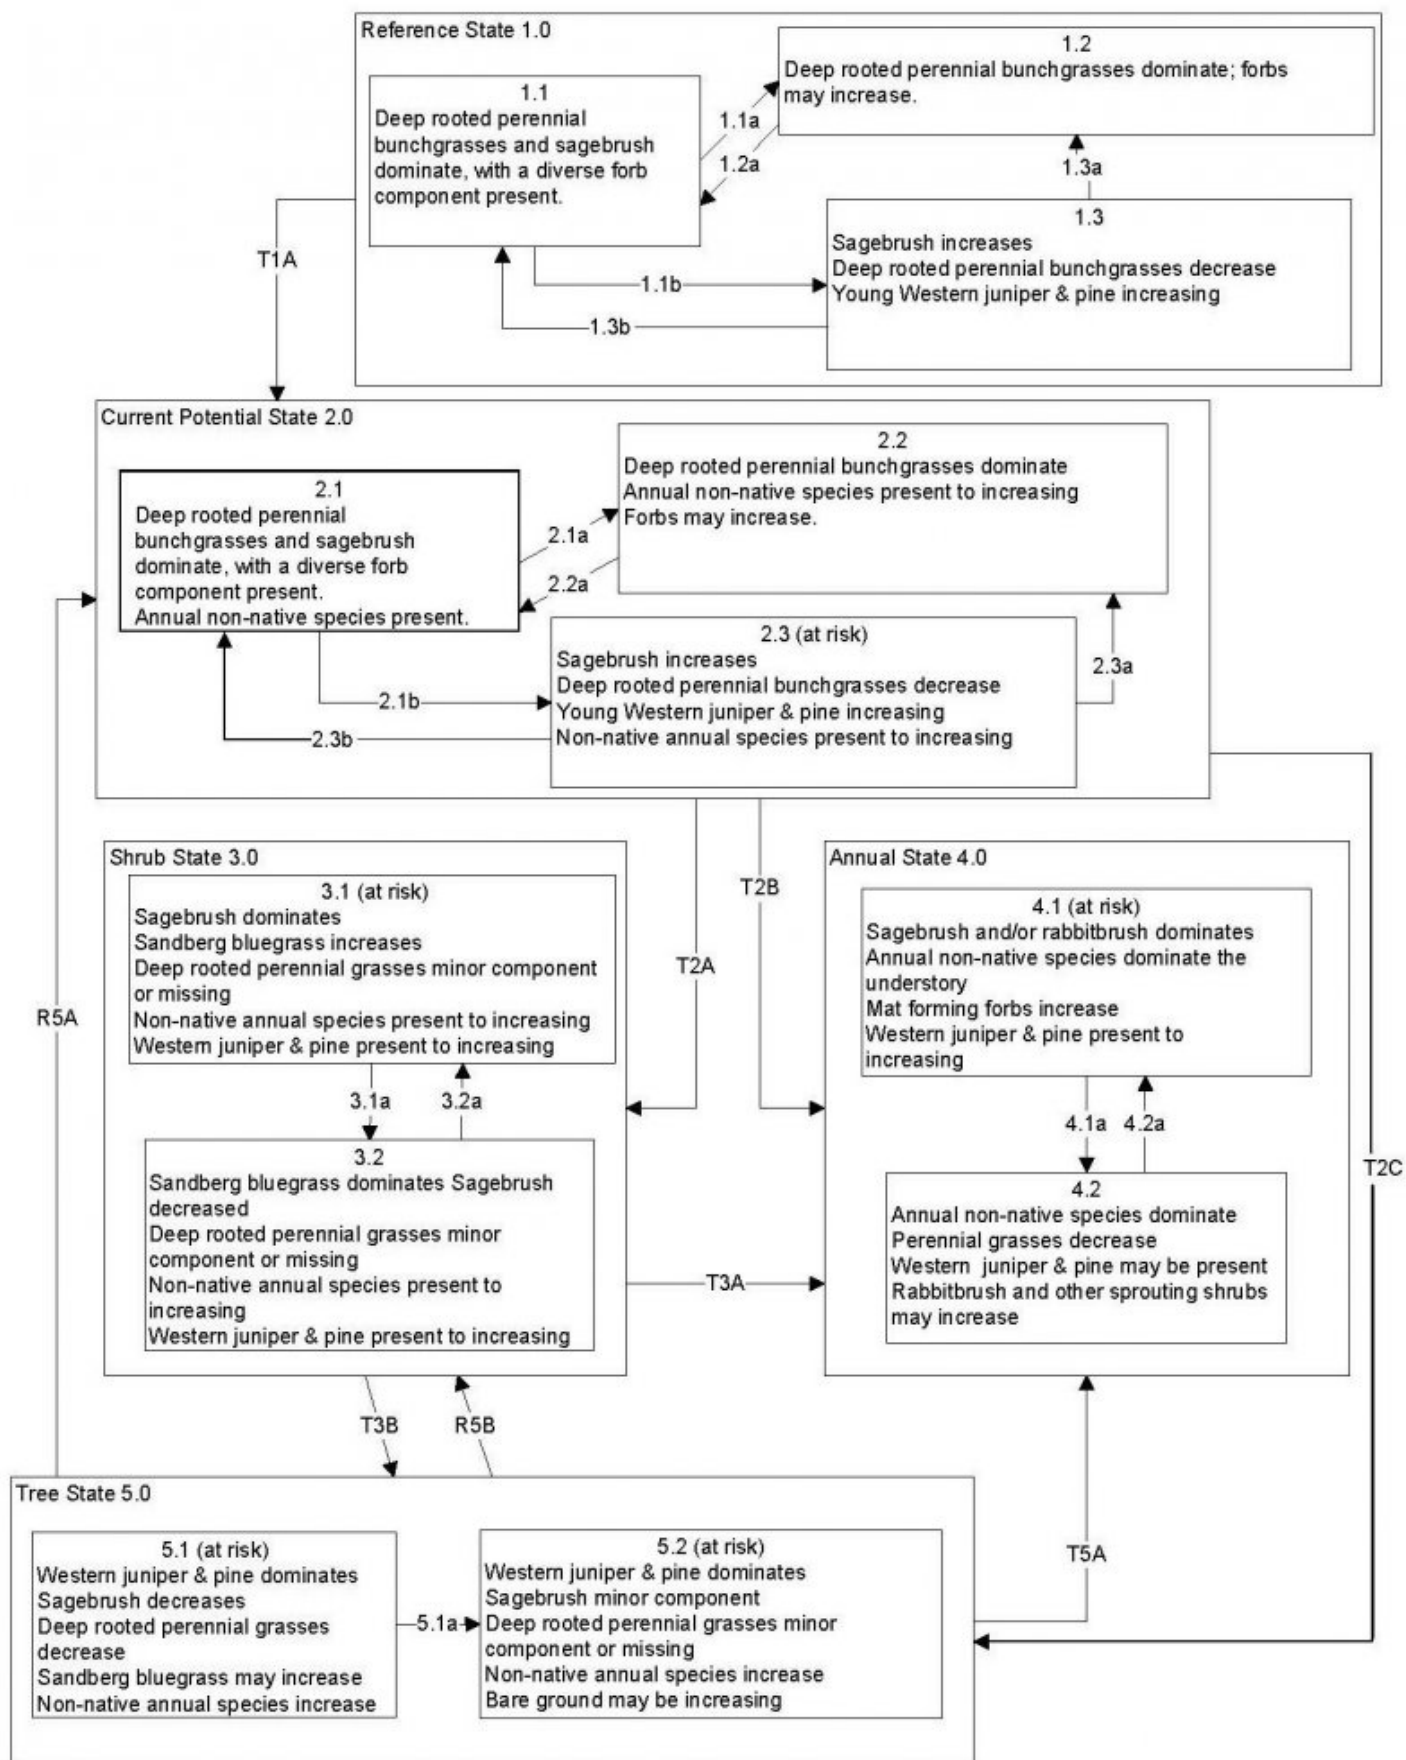 Reference State 1.0
1.1
Deep rooted perennial
bunchgrasses and sagebrush
dominate, with a diverse forb
component present.
1.1a
1.2a
1.2
Deep rooted perennial bunchgrasses dominate; forbs
may increase.
1.3a
1.3
Sagebrush increases
Deep rooted perennial bunchgrasses decrease
Young Western juniper & pine increasing
1.1b
1.3b
T1A
Current Potential State 2.0
2.1
Deep rooted perennial
bunchgrasses and sagebrush
dominate, with a diverse forb
component present.
Annual non-native species present.
2.1a
2.2a
2.2
Deep rooted perennial bunchgrasses dominate
Annual non-native species present to increasing
Forbs may increase.
2.3 (at risk)
Sagebrush increases
Deep rooted perennial bunchgrasses decrease
Young Western juniper & pine increasing
Non-native annual species present to increasing
2.3a
2.1b
2.3b
Shrub State 3.0
3.1 (at risk)
Sagebrush dominates
Sandberg bluegrass increases
Deep rooted perennial grasses minor component
or missing
Non-native annual species present to increasing
Western juniper & pine present to increasing
3.1a
3.2a
3.2
Sandberg bluegrass dominates Sagebrush
decreased
Deep rooted perennial grasses minor
component or missing
Non-native annual species present to
increasing
Western juniper & pine present to increasing
T2A
T2B
Annual State 4.0
4.1 (at risk)
Sagebrush and/or rabbitbrush dominates
Annual non-native species dominate the
understory
Mat forming forbs increase
Western juniper & pine present to
increasing
4.1a
4.2a
4.2
Annual non-native species dominate
Perennial grasses decrease
Western juniper & pine may be present
Rabbitbrush and other sprouting shrubs
may increase
T2C
R5A
T3A
T3B
R5B
Tree State 5.0
5.1 (at risk)
Western juniper & pine dominates
Sagebrush decreases
Deep rooted perennial grasses
decrease
Sandberg bluegrass may increase
Non-native annual species increase
5.1a
5.2 (at risk)
Western juniper & pine dominates
Sagebrush minor component
Deep rooted perennial grasses minor
component or missing
Non-native annual species increase
Bare ground may be increasing
T5A